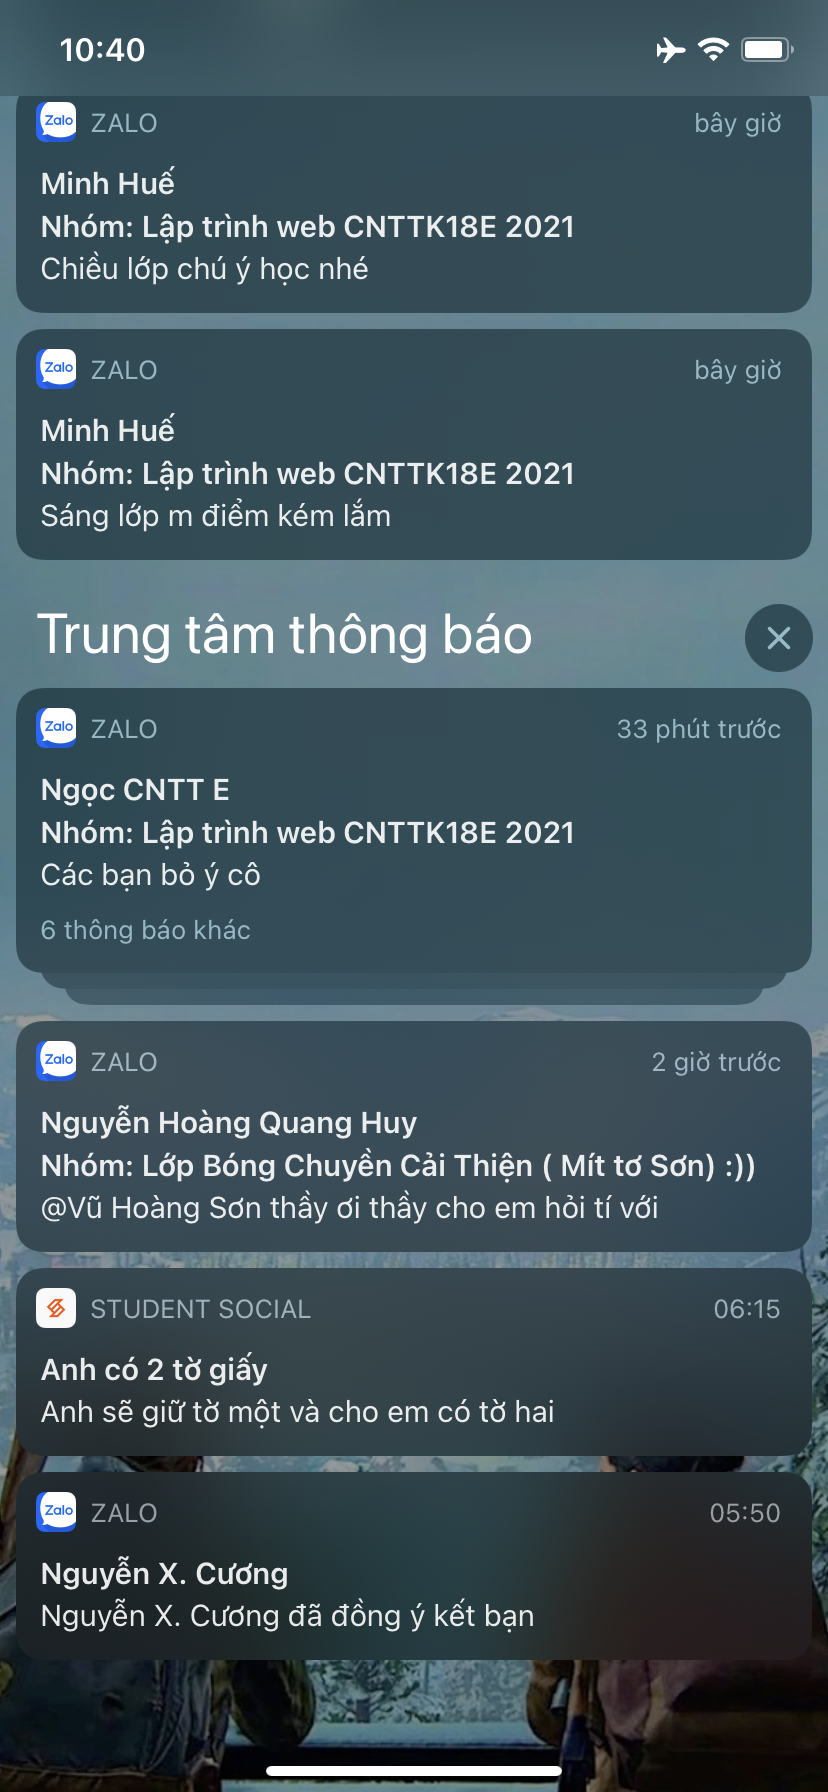 10:40
Zalo ZALO bây giờ
Minh Huế
Nhóm: Lập trình web CNTTK18E 2021
Chiều lớp chú ý học nhé
Zalo ZALO bây giờ
Minh Huế
Nhóm: Lập trình web CNTTK18E 2021
Sáng lớp m điểm kém lắm
Trung tâm thông báo
Zalo ZALO 33 phút trước
Ngọc CNTT E
Nhóm: Lập trình web CNTTK18E 2021
Các bạn bỏ ý cô
6 thông báo khác
Zalo ZALO 2 giờ trước
Nguyễn Hoàng Quang Huy
Nhóm: Lớp Bóng Chuyền Cải Thiện ( Mít tơ Sơn) :))
@Vũ Hoàng Sơn thầy ơi thầy cho em hỏi tí với
STUDENT SOCIAL 06:15
Anh có 2 tờ giấy
Anh sẽ giữ tờ một và cho em có tờ hai
Zalo ZALO 05:50
Nguyễn X. Cương
Nguyễn X. Cương đã đồng ý kết bạn